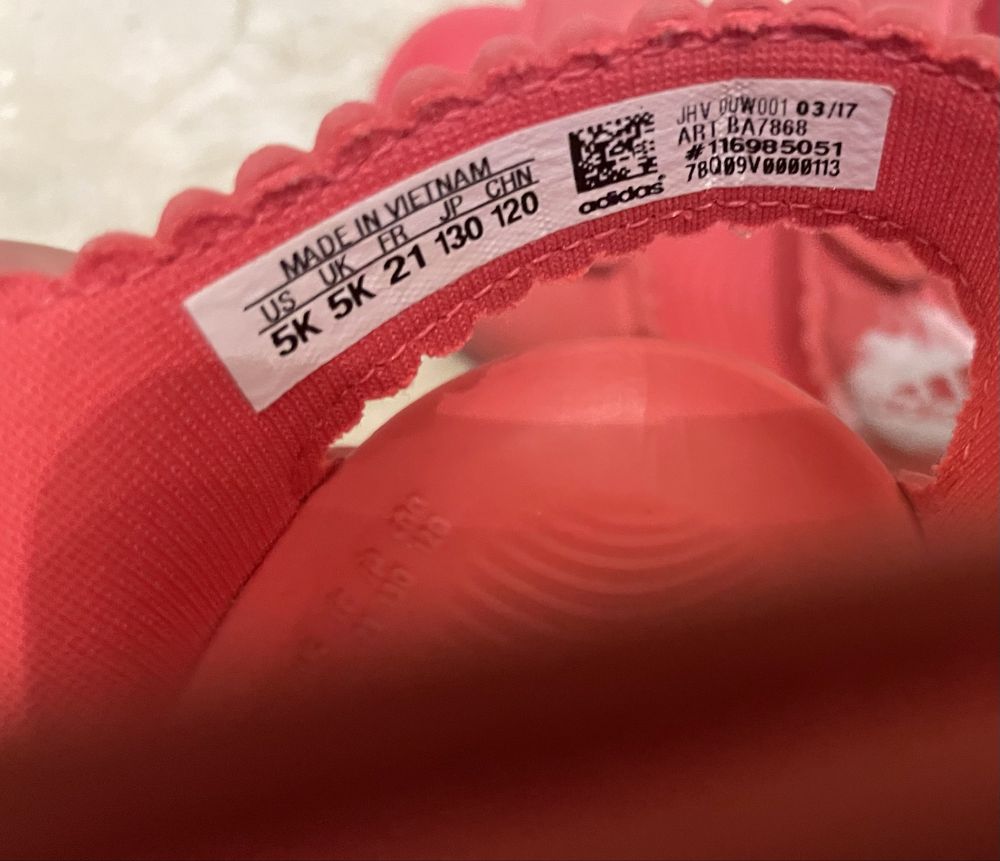 MADE IN VIETNAM
US UK FR JP CHN
5K 5K 21 130 120
adidas
JHV 0UW001 03/17
ART BA7868
#116985051
7BQ09V0000113